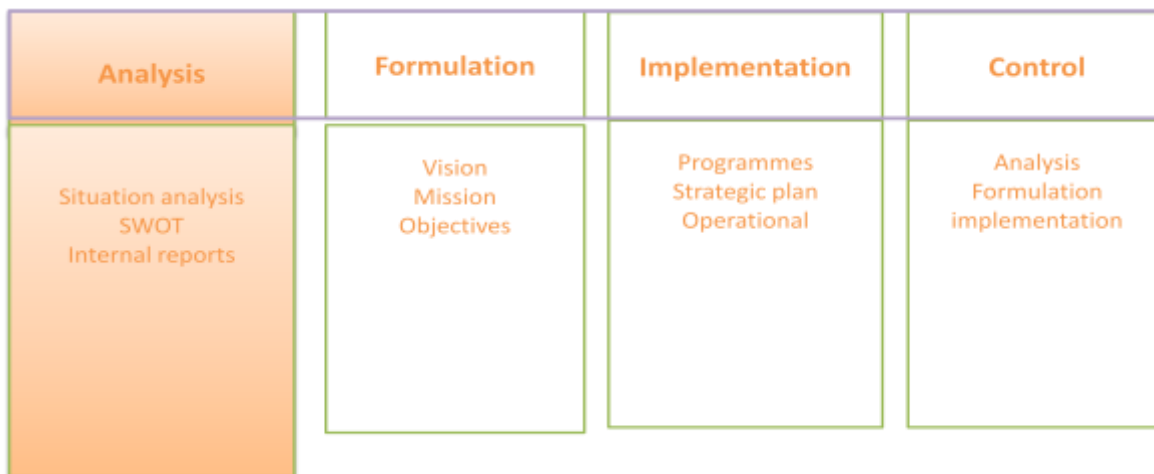 Analysis
Formulation
Implementation
Control
Situation analysis
SWOT
Internal reports
Vision
Mission
Objectives
Programmes
Strategic plan
Operational
Analysis
Formulation
implementation